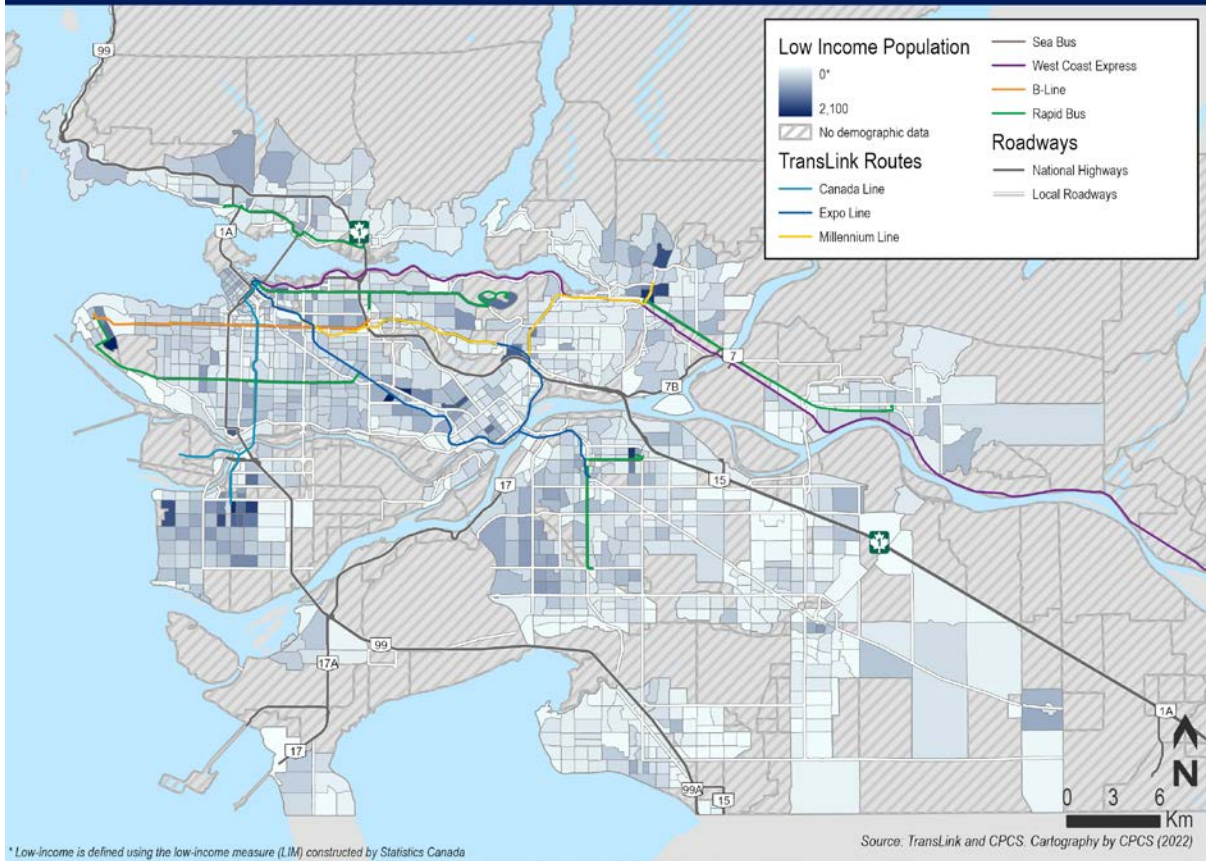 Low Income Population
0*
2,100
No demographic data
TransLink Routes
Canada Line
Expo Line
Millennium Line
Sea Bus
West Coast Express
B-Line
Rapid Bus
Roadways
National Highways
Local Roadways
99
1A
1
7
7B
17
15
1
99
17A
17
1A
99A
15
N
0 3 6
Km
* Low-income is defined using the low-income measure (LIM) constructed by Statistics Canada
Source: TransLink and CPCS. Cartography by CPCS (2022)